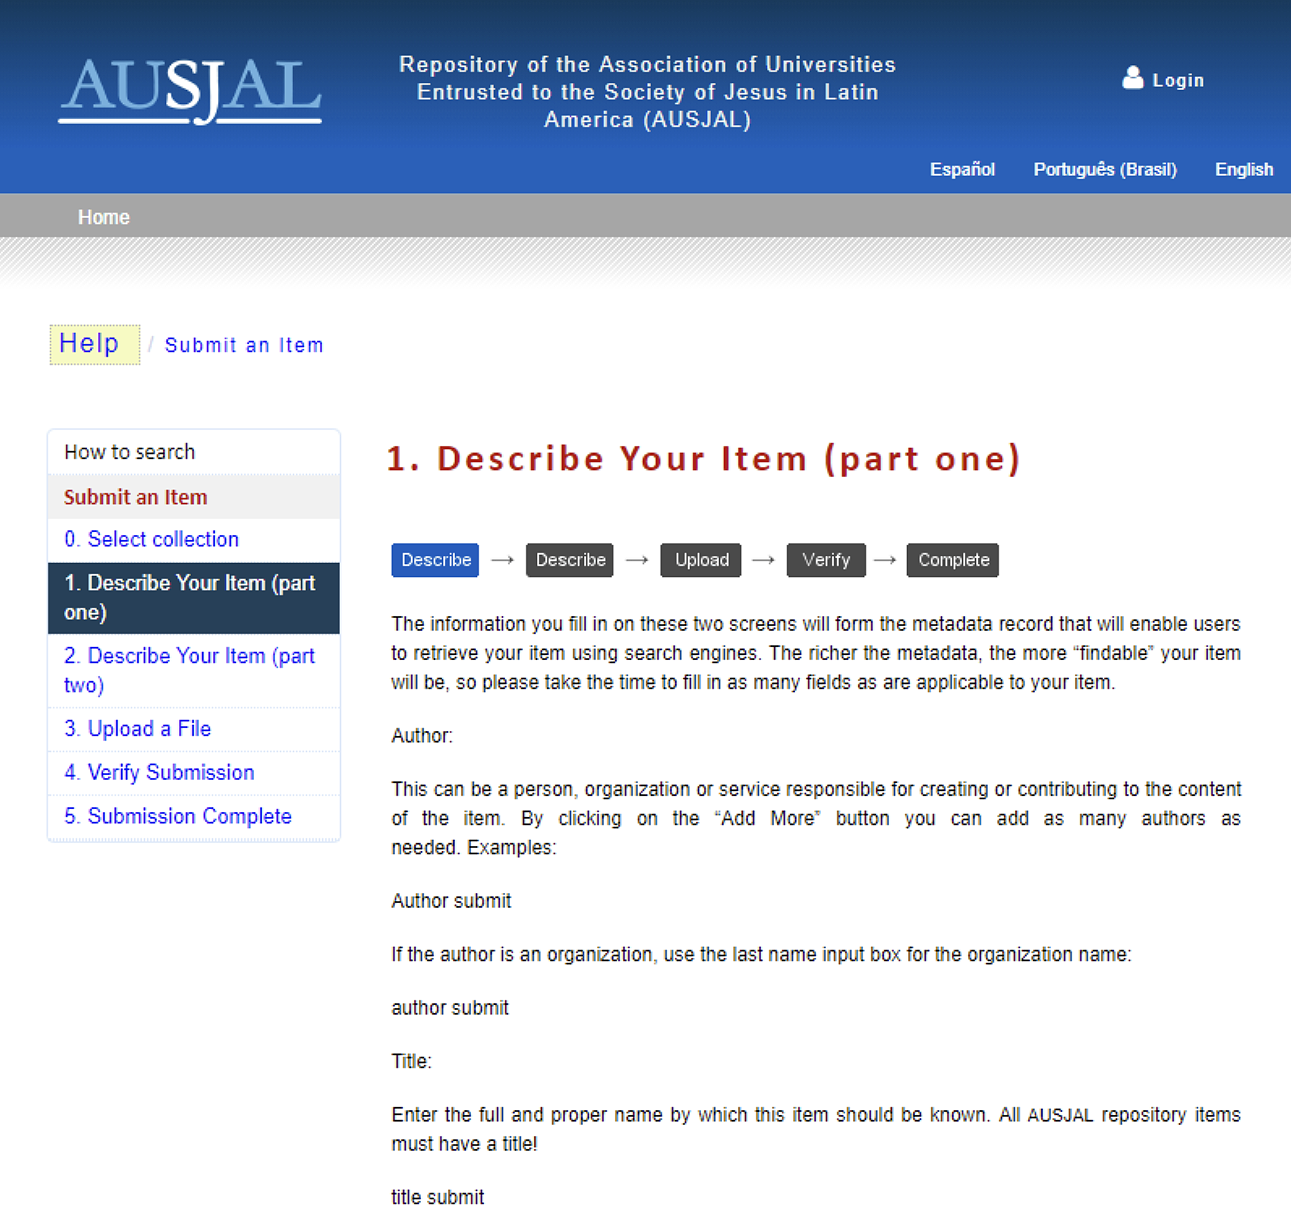 AUSJAL
Repository of the Association of Universities
Entrusted to the Society of Jesus in Latin
America (AUSJAL)
Login
Español Português (Brasil) English
Home
Help / Submit an Item
How to search
Submit an Item
0. Select collection
1. Describe Your Item (part
one)
2. Describe Your Item (part
two)
3. Upload a File
4. Verify Submission
5. Submission Complete
1. Describe Your Item (part one)
Describe → Describe → Upload → Verify → Complete
The information you fill in on these two screens will form the metadata record that will enable users
to retrieve your item using search engines. The richer the metadata, the more “findable” your item
will be, so please take the time to fill in as many fields as are applicable to your item.
Author:
This can be a person, organization or service responsible for creating or contributing to the content
of the item. By clicking on the “Add More” button you can add as many authors as
needed. Examples:
Author submit
If the author is an organization, use the last name input box for the organization name:
author submit
Title:
Enter the full and proper name by which this item should be known. All AUSJAL repository items
must have a title!
title submit